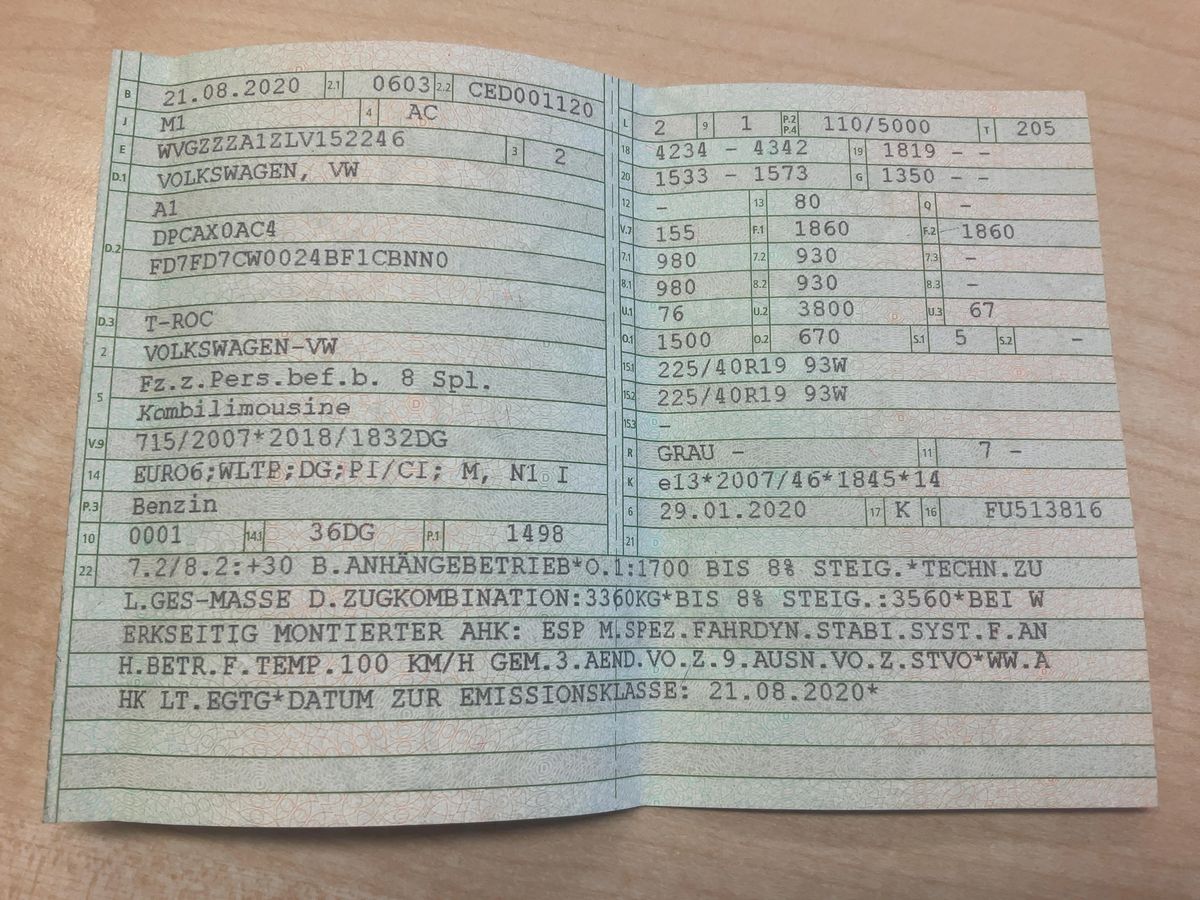 B 21.08.2020 2.1 0603 2.2 CED001120
J M1 4 AC
E WVGZZZA1ZLV152246 3 2
D.1 VOLKSWAGEN, VW
D.2 A1
DPCAX0AC4
FD7FD7CW0024BF1CBNN0
D.3 T-ROC
2 VOLKSWAGEN-VW
5 Fz.z.Pers.bef.b. 8 Spl.
Kombilimousine
V.9 715/2007*2018/1832DG
14 EURO6;WLTP;DG;PI/CI; M, N1 I
P.3 Benzin
10 0001 14.1 36DG P.1 1498
L 2 9 1 P.2 P.4 110/5000 T 205
18 4234 - 4342 19 1819 - -
20 1533 - 1573 G 1350 - -
12 - 13 80 Q -
V.7 155 F.1 1860 F.2 1860
7.1 980 7.2 930 7.3 -
8.1 980 8.2 930 8.3 -
U.1 76 U.2 3800 U.3 67
O.1 1500 O.2 670 S.1 5 S.2 -
15.1 225/40R19 93W
15.2 225/40R19 93W
15.3 -
R GRAU - 11 7 -
K e13*2007/46*1845*14
6 29.01.2020 17 K 16 FU513816
21
22 7.2/8.2:+30 B.ANHÄNGEBETRIEB*O.1:1700 BIS 8% STEIG.*TECHN.ZU
L.GES-MASSE D.ZUGKOMBINATION:3360KG*BIS 8% STEIG.:3560*BEI W
ERKSEITIG MONTIERTER AHK: ESP M.SPEZ.FAHRDYN.STABI.SYST.F.AN
H.BETR.F.TEMP.100 KM/H GEM.3.AEND.VO.Z.9.AUSN.VO.Z.STVO*WW.A
HK LT.EGTG*DATUM ZUR EMISSIONSKLASSE: 21.08.2020*